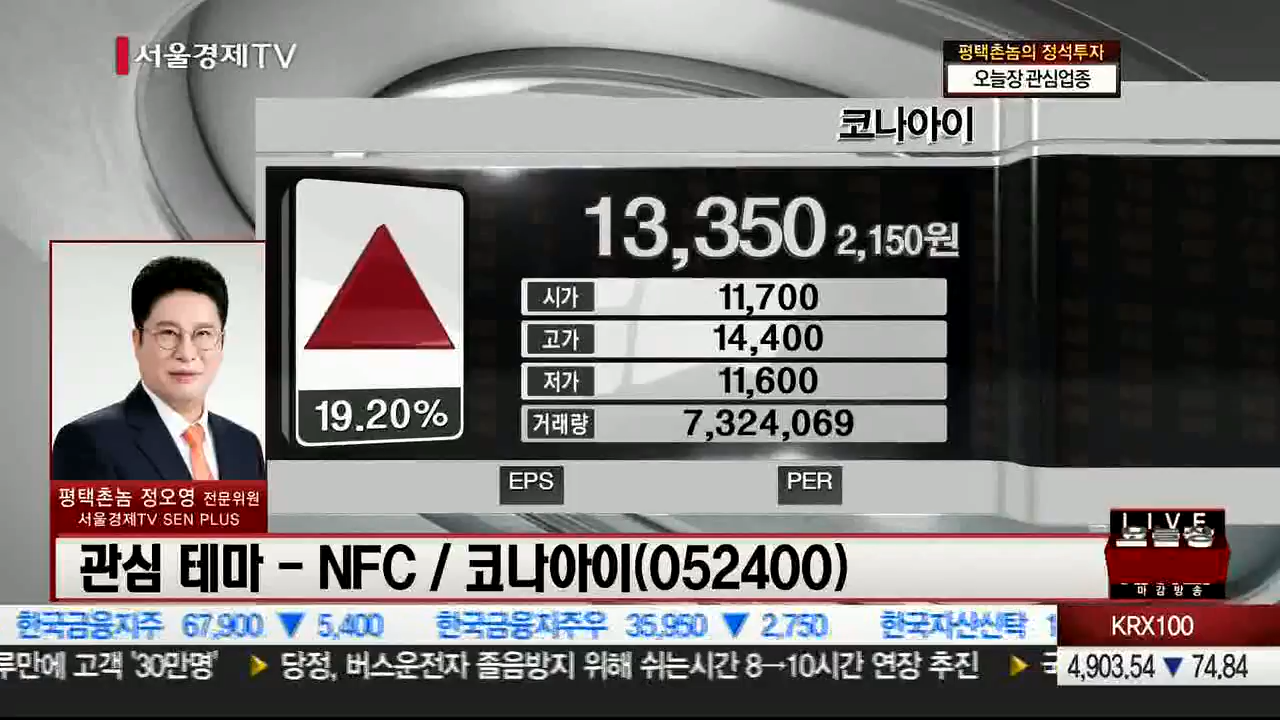 서울경제TV
평택촌놈의 정석투자
오늘장 관심업종
코나아이
13,350 2,150원
19.20%
시가 11,700
고가 14,400
저가 11,600
거래량 7,324,069
EPS PER
평택촌놈 정오영 전문위원
서울경제TV SEN PLUS
관심 테마 - NFC / 코나아이(052400)
LIVE
오늘장
마감방송
한국금융지주 67,900 ▼ 5,400 한국금융지주우 35,950 ▼ 2,750 한국자산신탁
KRX100
루만에 고객 '30만명' ▶ 당정, 버스운전자 졸음방지 위해 쉬는시간 8→10시간 연장 추진 ▶
4,903.54 ▼ 74.84